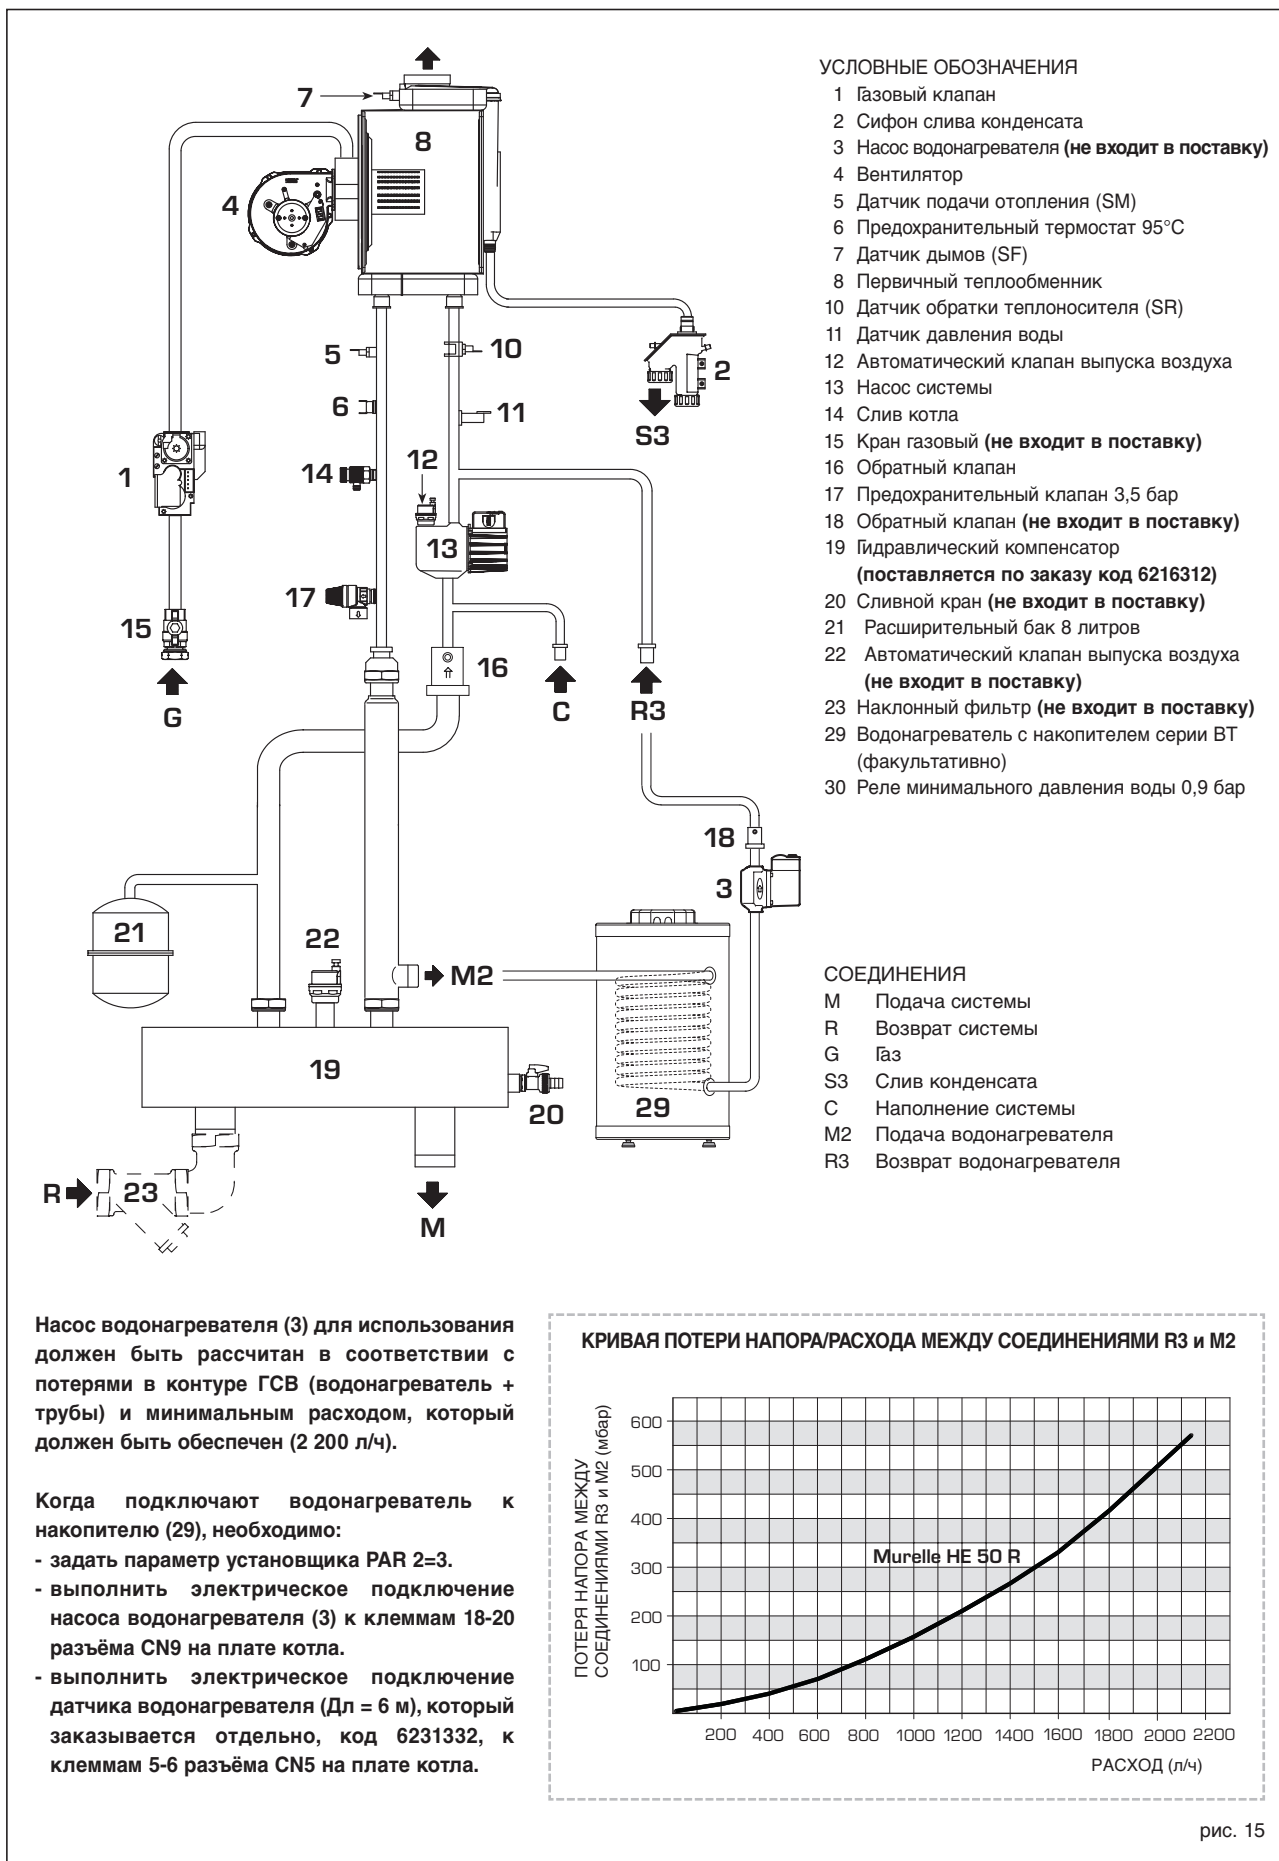 7
8
4
5
10
2
6
11
S3
12
14
1
13
17
15
16
G
C
R3
18
3
21
22
M2
19
20
29
R
23
M
УСЛОВНЫЕ ОБОЗНАЧЕНИЯ
1 Газовый клапан
2 Сифон слива конденсата
3 Насос водонагревателя (не входит в поставку)
4 Вентилятор
5 Датчик подачи отопления (SM)
6 Предохранительный термостат 95°C
7 Датчик дымов (SF)
8 Первичный теплообменник
10 Датчик обратки теплоносителя (SR)
11 Датчик давления воды
12 Автоматический клапан выпуска воздуха
13 Насос системы
14 Слив котла
15 Кран газовый (не входит в поставку)
16 Обратный клапан
17 Предохранительный клапан 3,5 бар
18 Обратный клапан (не входит в поставку)
19 Гидравлический компенсатор
(поставляется по заказу код 6216312)
20 Сливной кран (не входит в поставку)
21 Расширительный бак 8 литров
22 Автоматический клапан выпуска воздуха
(не входит в поставку)
23 Наклонный фильтр (не входит в поставку)
29 Водонагреватель с накопителем серии BT
(факультативно)
30 Реле минимального давления воды 0,9 бар
СОЕДИНЕНИЯ
M Подача системы
R Возврат системы
G Газ
S3 Слив конденсата
C Наполнение системы
M2 Подача водонагревателя
R3 Возврат водонагревателя
Насос водонагревателя (3) для использования
должен быть рассчитан в соответствии с
потерями в контуре ГСВ (водонагреватель +
трубы) и минимальным расходом, который
должен быть обеспечен (2 200 л/ч).
Когда подключают водонагреватель к
накопителю (29), необходимо:
- задать параметр установщика PAR 2=3.
- выполнить электрическое подключение
насоса водонагревателя (3) к клеммам 18-20
разъёма CN9 на плате котла.
- выполнить электрическое подключение
датчика водонагревателя (Дл = 6 м), который
заказывается отдельно, код 6231332, к
клеммам 5-6 разъёма CN5 на плате котла.
КРИВАЯ ПОТЕРИ НАПОРА/РАСХОДА МЕЖДУ СОЕДИНЕНИЯМИ R3 и M2
ПОТЕРЯ НАПОРА МЕЖДУ
СОЕДИНЕНИЯМИ R3 и M2 (мбар)
600
500
400
300
200
100
Murelle HE 50 R
200 400 600 800 1000 1200 1400 1600 1800 2000 2200
РАСХОД (л/ч)
рис. 15